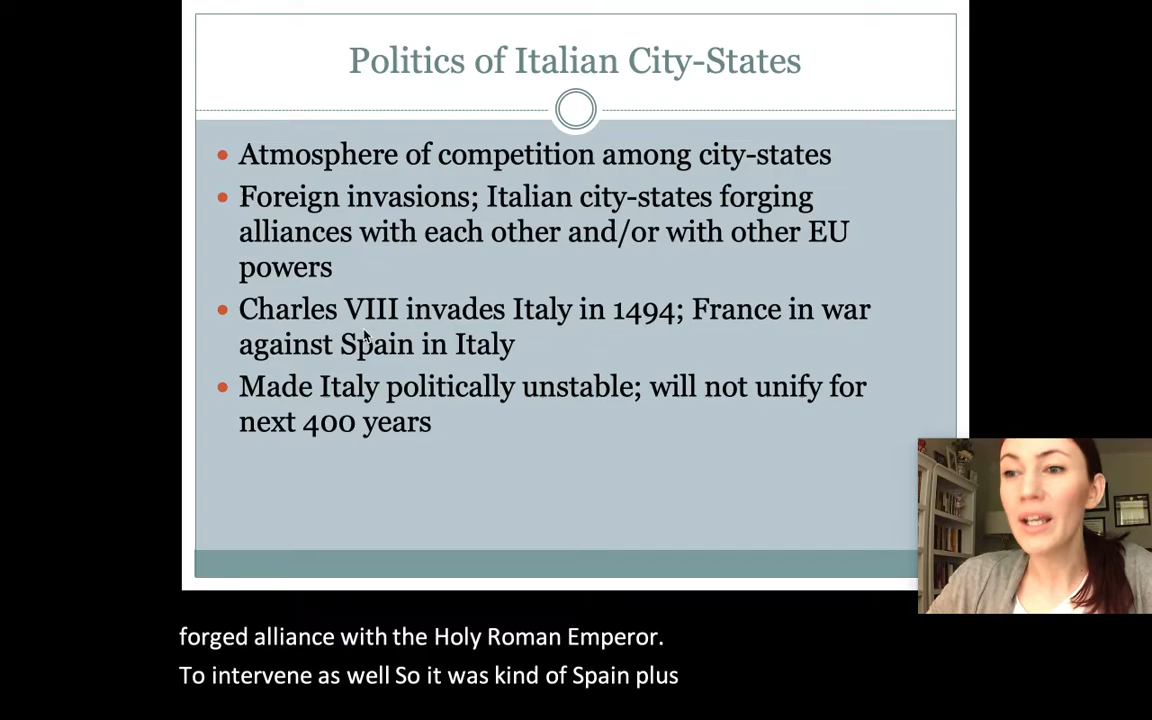 Politics of Italian City-States
Atmosphere of competition among city-states
Foreign invasions; Italian city-states forging
alliances with each other and/or with other EU
powers
Charles VIII invades Italy in 1494; France in war
against Spain in Italy
Made Italy politically unstable; will not unify for
next 400 years
forged alliance with the Holy Roman Emperor.
To intervene as well So it was kind of Spain plus